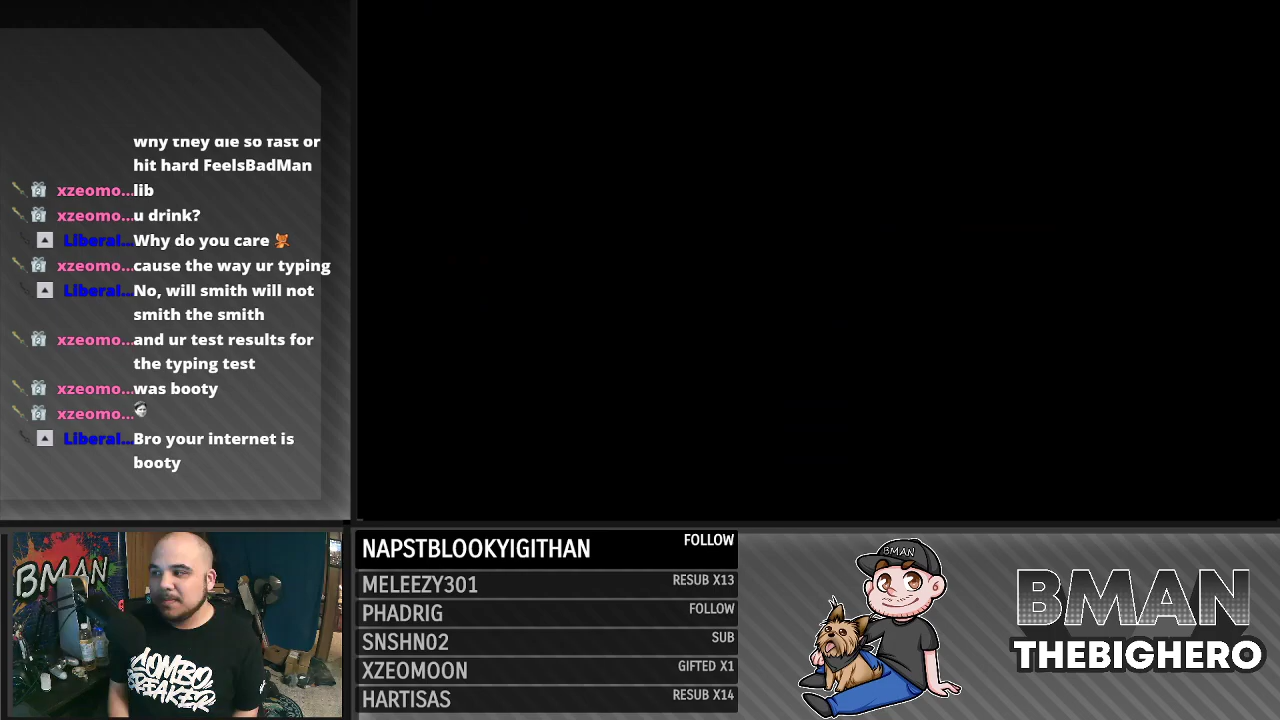 why they die so fast or
hit hard FeelsBadMan
xzeomo... lib
xzeomo... u drink?
Liberal... Why do you care
xzeomo... cause the way ur typing
Liberal... No, will smith will not
smith the smith
xzeomo... and ur test results for
the typing test
xzeomo... was booty
xzeomo...
Liberal... Bro your internet is
booty
BMAN
COMBO
BREAKER
NAPSTBLOOKYIGITHAN FOLLOW
MELEEZY301 RESUB X13
PHADRIG FOLLOW
SNSHN02 SUB
XZEOMOON GIFTED X1
HARTISAS RESUB X14
BMAN
BMAN
THEBIGHERO